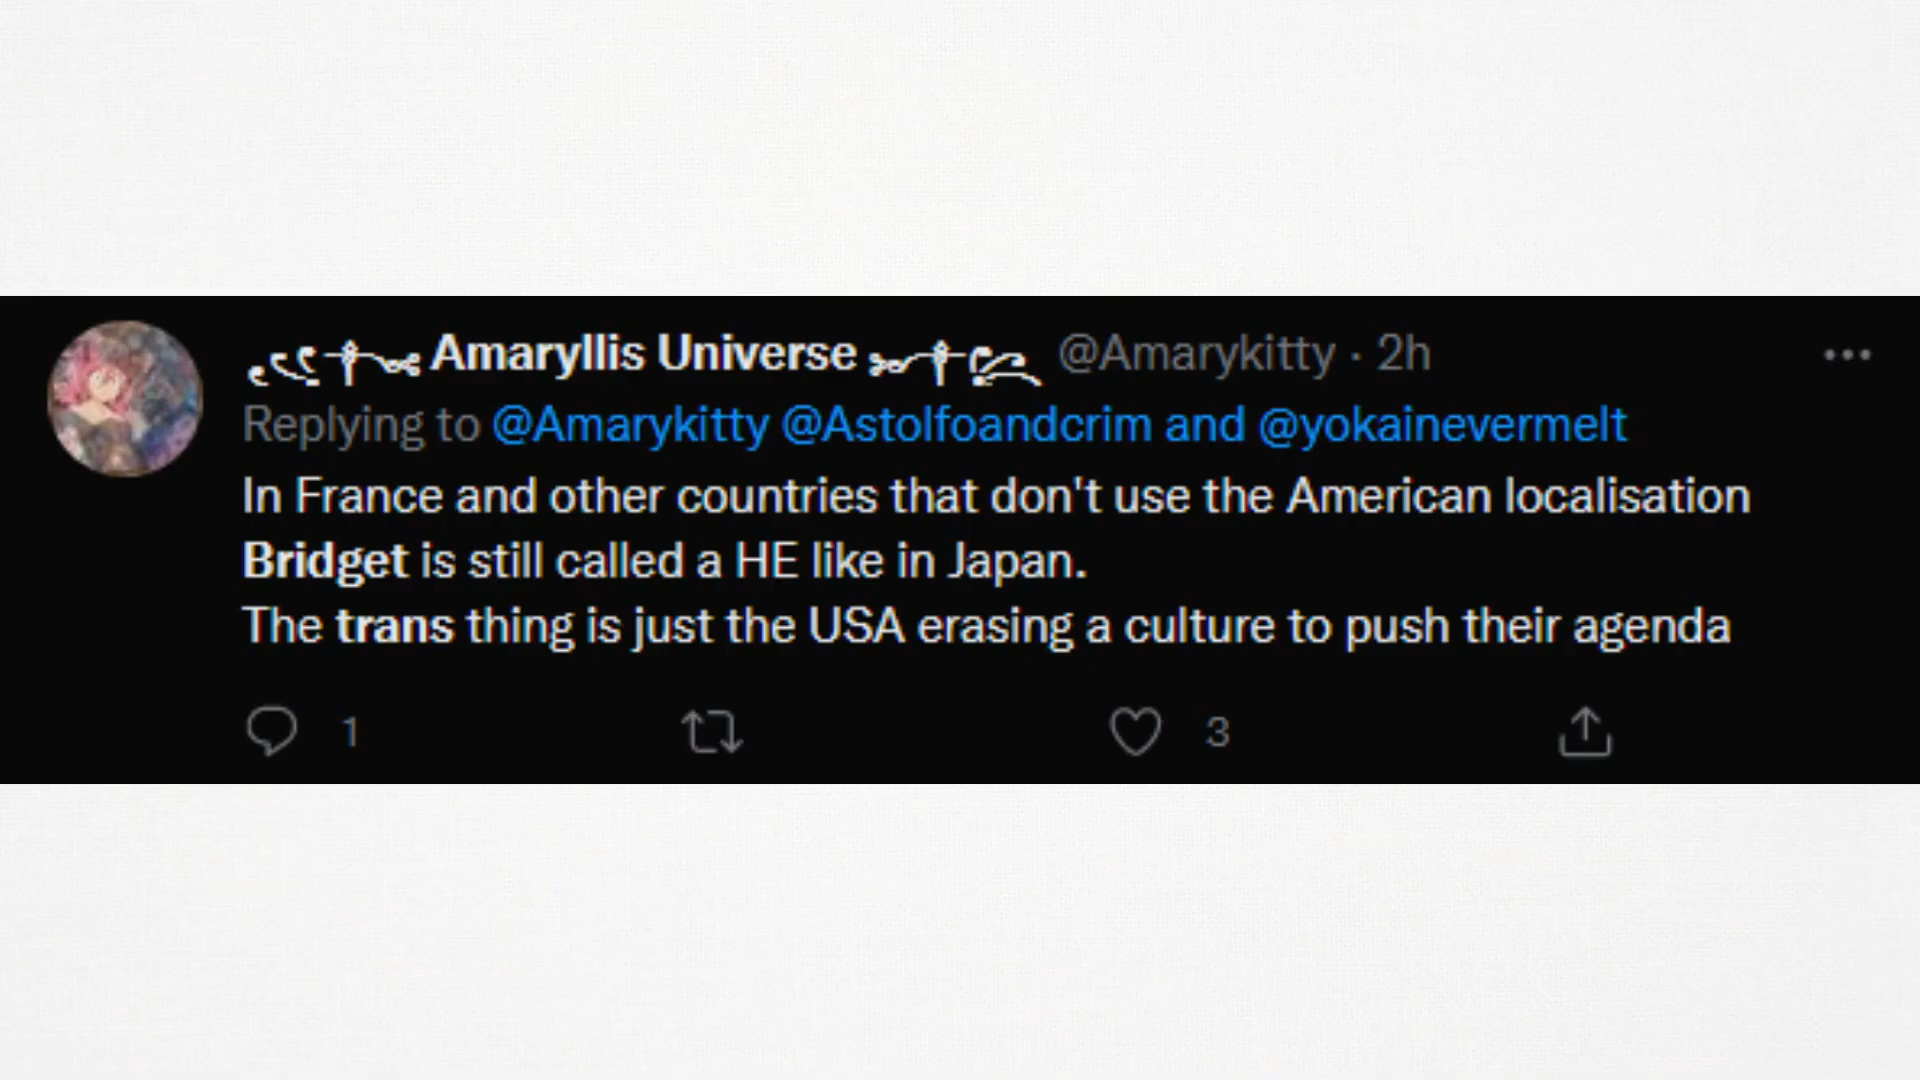 Amaryllis Universe @Amarykitty · 2h
Replying to @Amarykitty @Astolfoandcrim and @yokainevermelt
In France and other countries that don't use the American localisation
Bridget is still called a HE like in Japan.
The trans thing is just the USA erasing a culture to push their agenda
1 3